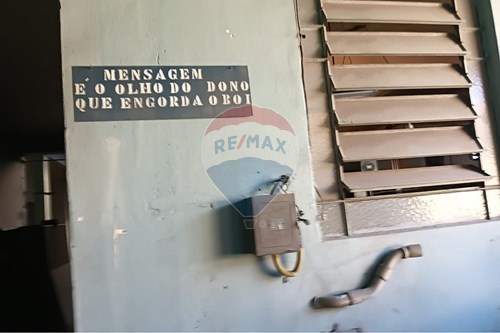 MENSAGEM
E O OLHO DO DONO
QUE ENGORDA O BOI
RE/MAX